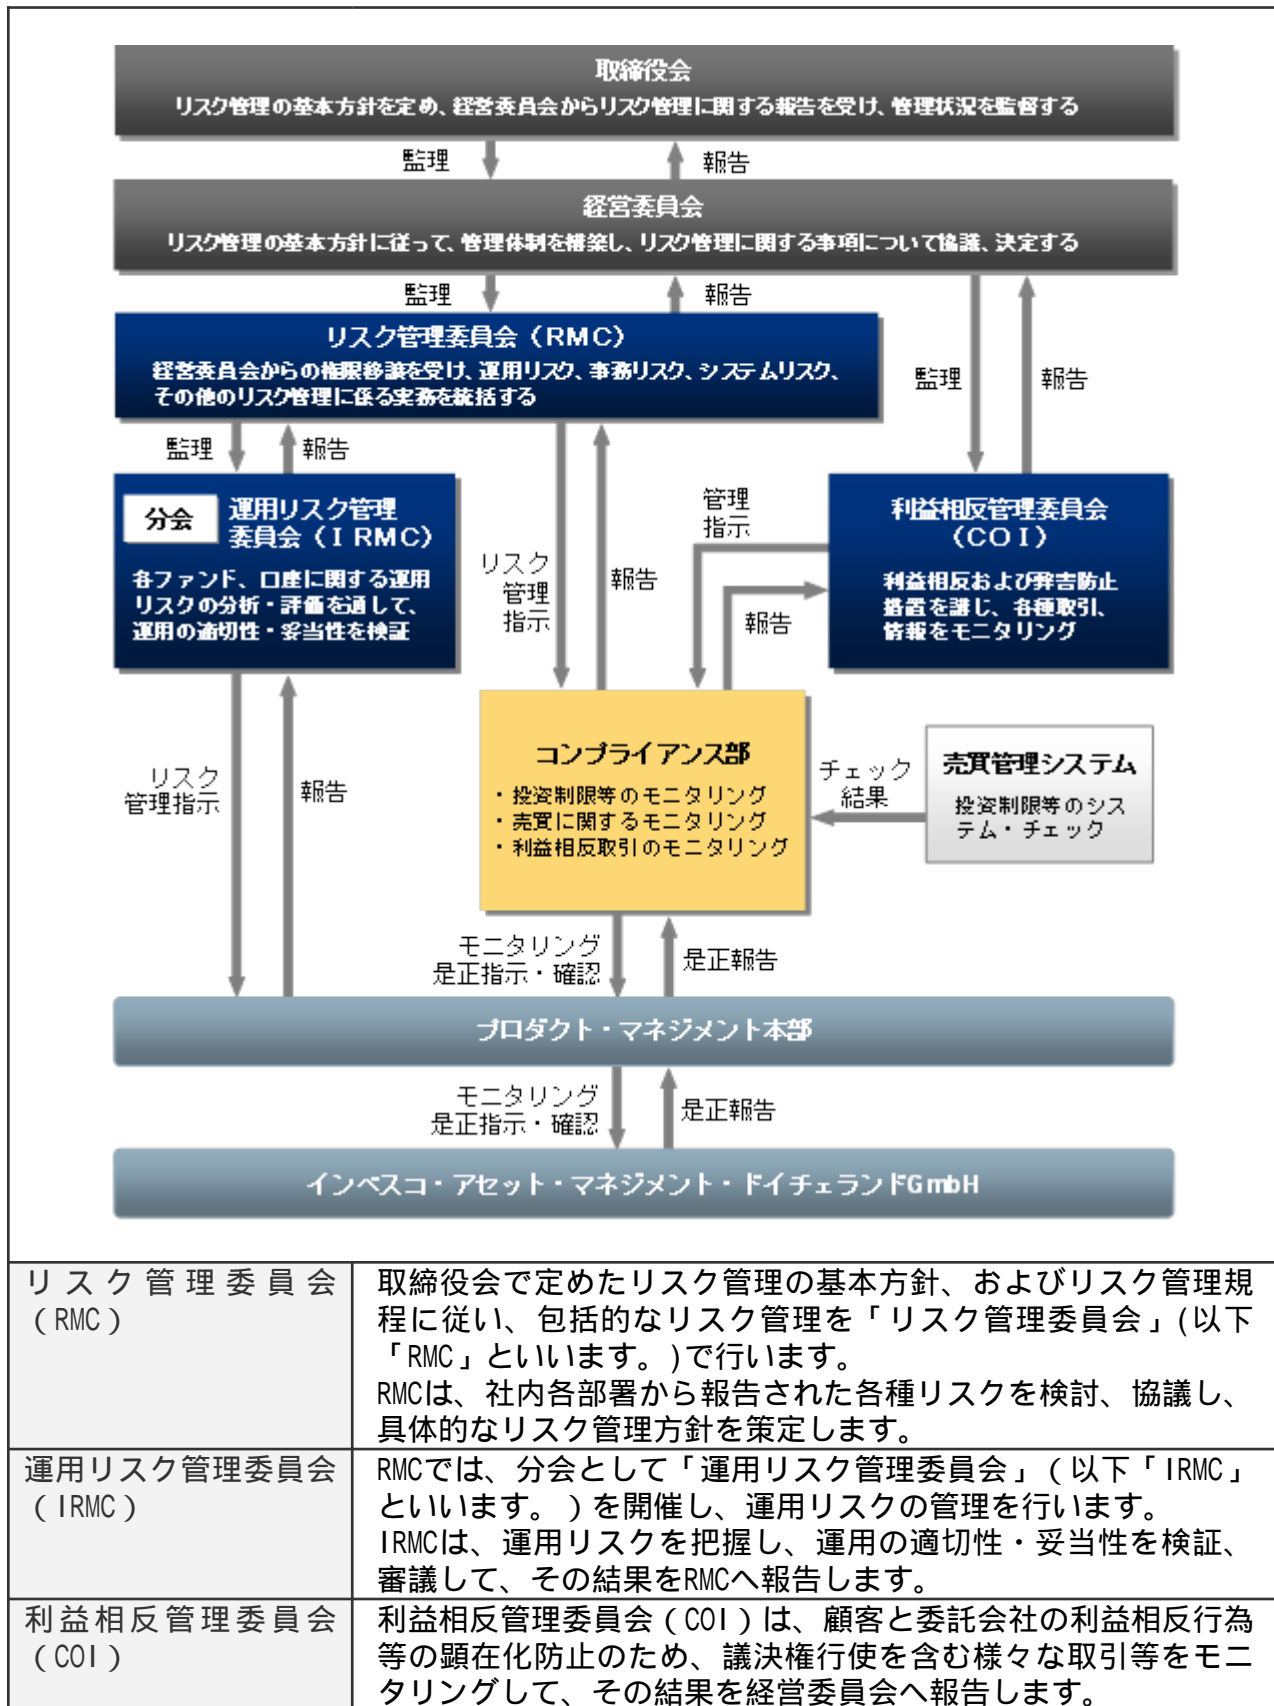 取締役会
リスク管理の基本方針を定め、経営委員会からリスク管理に関する報告を受け、管理状況を監督する
監理
報告
経営委員会
リスク管理の基本方針に従って、管理体制を構築し、リスク管理に関する事項について協議、決定する
監理
報告
リスク管理委員会（RMC）
経営委員会からの権限移譲を受け、運用リスク、事務リスク、システムリスク、
その他のリスク管理に係る実務を統括する
監理
報告
監理
報告
分会
運用リスク管理
委員会（IRMC）
各ファンド、口座に関する運用
リスクの分析・評価を通して、
運用の適切性・妥当性を検証
利益相反管理委員会
（COI）
利益相反および弊害防止
措置を講じ、各種取引、
情報をモニタリング
リスク
管理
指示
報告
管理
指示
報告
コンプライアンス部
・投資制限等のモニタリング
・売買に関するモニタリング
・利益相反取引のモニタリング
チェック
結果
売買管理システム
投資制限等のシス
テム・チェック
リスク
管理指示
報告
モニタリング
是正指示・確認
是正報告
プロダクト・マネジメント本部
モニタリング
是正指示・確認
是正報告
インベスコ・アセット・マネジメント・ドイチェランドGmbH
リスク管理委員会
（RMC）
取締役会で定めたリスク管理の基本方針、およびリスク管理規
程に従い、包括的なリスク管理を「リスク管理委員会」(以下
「RMC」といいます。)で行います。
RMCは、社内各部署から報告された各種リスクを検討、協議し、
具体的なリスク管理方針を策定します。
運用リスク管理委員会
（IRMC）
RMCでは、分会として「運用リスク管理委員会」（以下「IRMC」
といいます。）を開催し、運用リスクの管理を行います。
IRMCは、運用リスクを把握し、運用の適切性・妥当性を検証、
審議して、その結果をRMCへ報告します。
利益相反管理委員会
（COI）
利益相反管理委員会（COI）は、顧客と委託会社の利益相反行為
等の顕在化防止のため、議決権行使を含む様々な取引等をモニ
タリングして、その結果を経営委員会へ報告します。